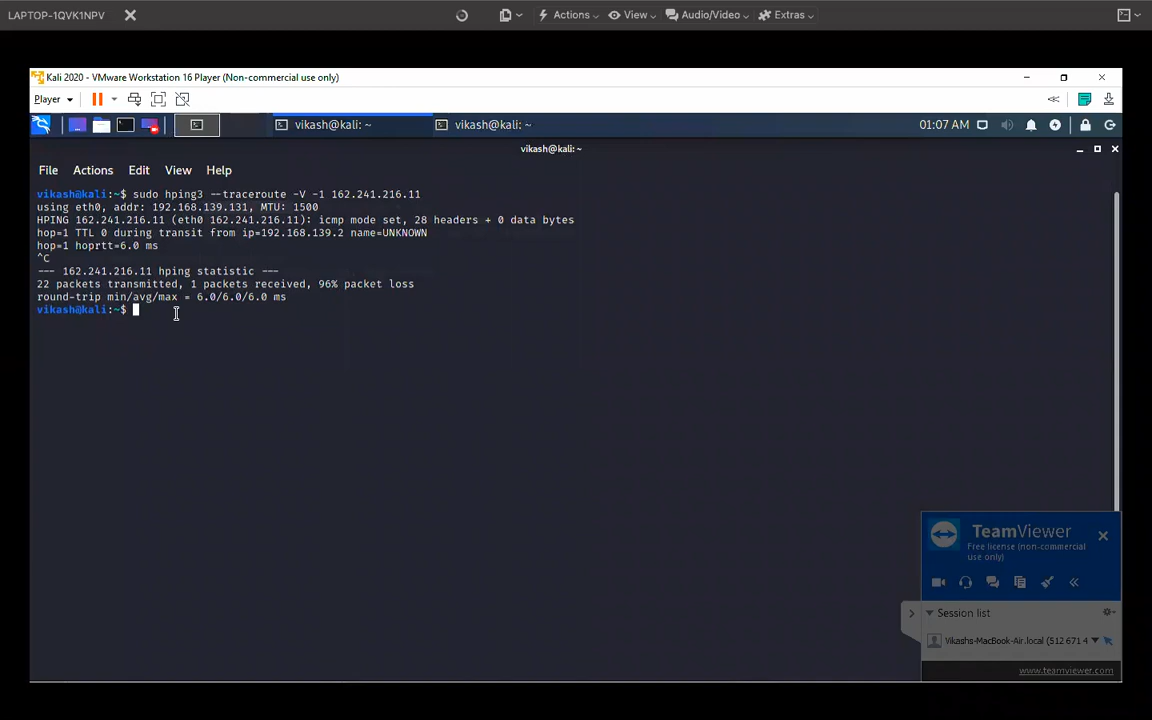 LAPTOP-1QVK1NPV
Actions
View
Audio/Video
Extras
Kali 2020 - VMware Workstation 16 Player (Non-commercial use only)
Player
vikash@kali: ~
vikash@kali: ~
01:07 AM
vikash@kali: ~
File Actions Edit View Help
vikash@kali:~$ sudo hping3 --traceroute -V -1 162.241.216.11
using eth0, addr: 192.168.139.131, MTU: 1500
HPING 162.241.216.11 (eth0 162.241.216.11): icmp mode set, 28 headers + 0 data bytes
hop=1 TTL 0 during transit from ip=192.168.139.2 name=UNKNOWN
hop=1 hoprtt=6.0 ms
^C
--- 162.241.216.11 hping statistic ---
22 packets transmitted, 1 packets received, 96% packet loss
round-trip min/avg/max = 6.0/6.0/6.0 ms
vikash@kali:~$
TeamViewer
Free license (non-commercial
use only)
Session list
Vikashs-MacBook-Air.local (512 671 4
www.teamviewer.com